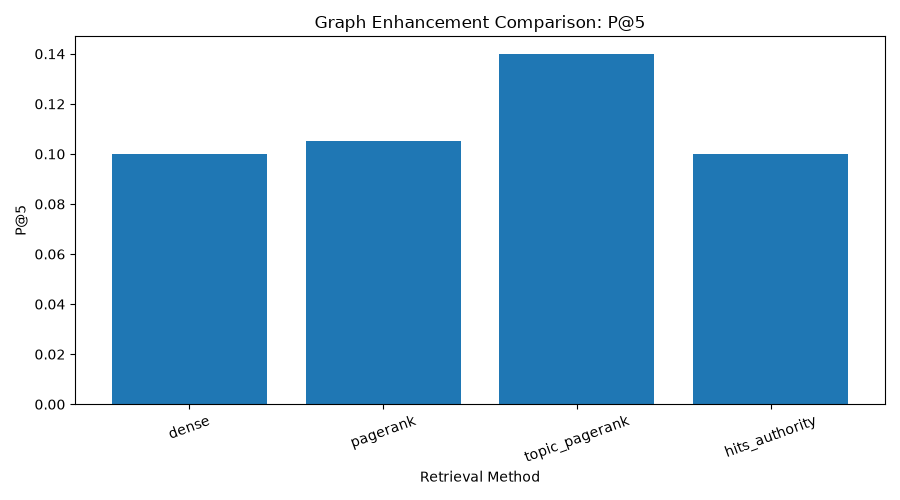 Graph Enhancement Comparison: P@5
P@5
0.14
0.12
0.10
0.08
0.06
0.04
0.02
0.00
dense
pagerank
topic_pagerank
hits_authority
Retrieval Method